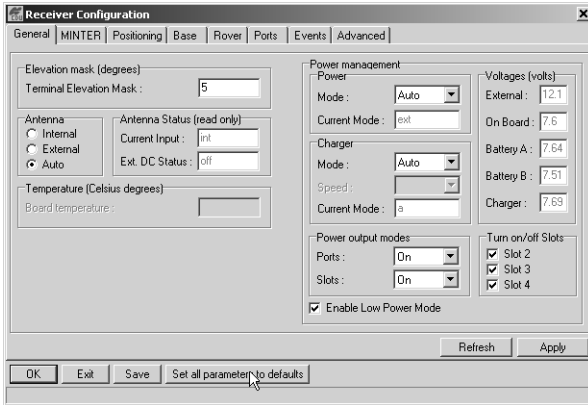 Receiver Configuration
General MINTER Positioning Base Rover Ports Events Advanced
Elevation mask (degrees)
Terminal Elevation Mask : 5
Antenna
Internal
External
Auto
Antenna Status (read only)
Current Input : int
Ext. DC Status : off
Temperature (Celsius degrees)
Board temperature :
Power management
Power
Mode : Auto
Current Mode : ext
Charger
Mode : Auto
Speed :
Current Mode : a
Voltages (volts)
External : 12.1
On Board : 7.6
Battery A : 7.64
Battery B : 7.51
Charger : 7.69
Power output modes
Ports : On
Slots : On
Turn on/off Slots
Slot 2
Slot 3
Slot 4
Enable Low Power Mode
Refresh Apply
OK Exit Save Set all parameters to defaults